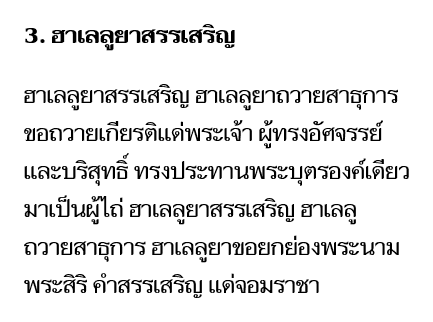 3. ฮาเลลูยาสรรเสริญ
ฮาเลลูยาสรรเสริญ ฮาเลลูยาถวายสาธุการ
ขอถวายเกียรติแด่พระเจ้า ผู้ทรงอัศจรรย์
และบริสุทธิ์ ทรงประทานพระบุตรองค์เดียว
มาเป็นผู้ไถ่ ฮาเลลูยาสรรเสริญ ฮาเลลู
ถวายสาธุการ ฮาเลลูยาขอยกย่องพระนาม
พระสิริ คำสรรเสริญ แด่จอมราชา